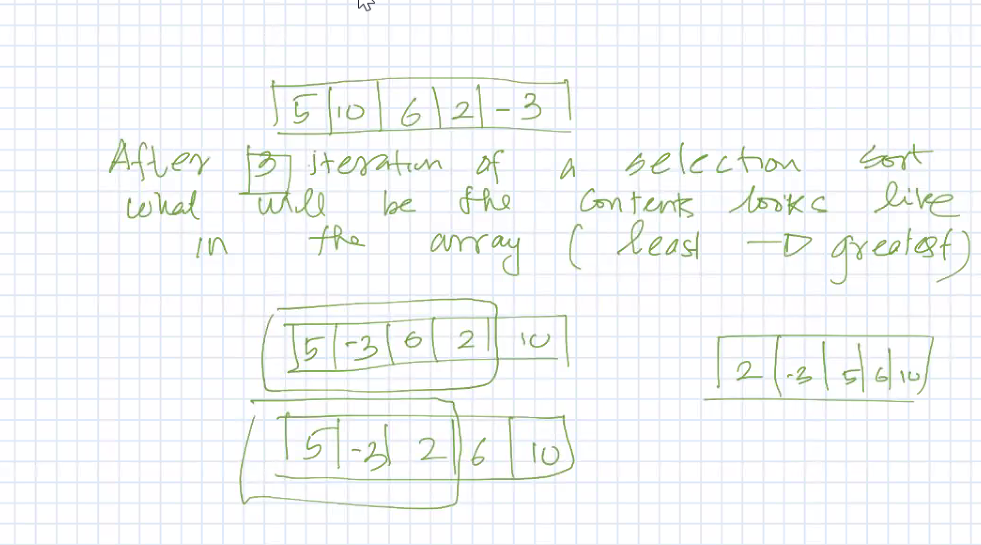 5 10 6 2 -3
After 3 iteration of a selection sort
what will be the contents looks like
in the array (least → greatest)
5 -3 6 2 10
2 -3 5 6 10
5 -3 2 6 10